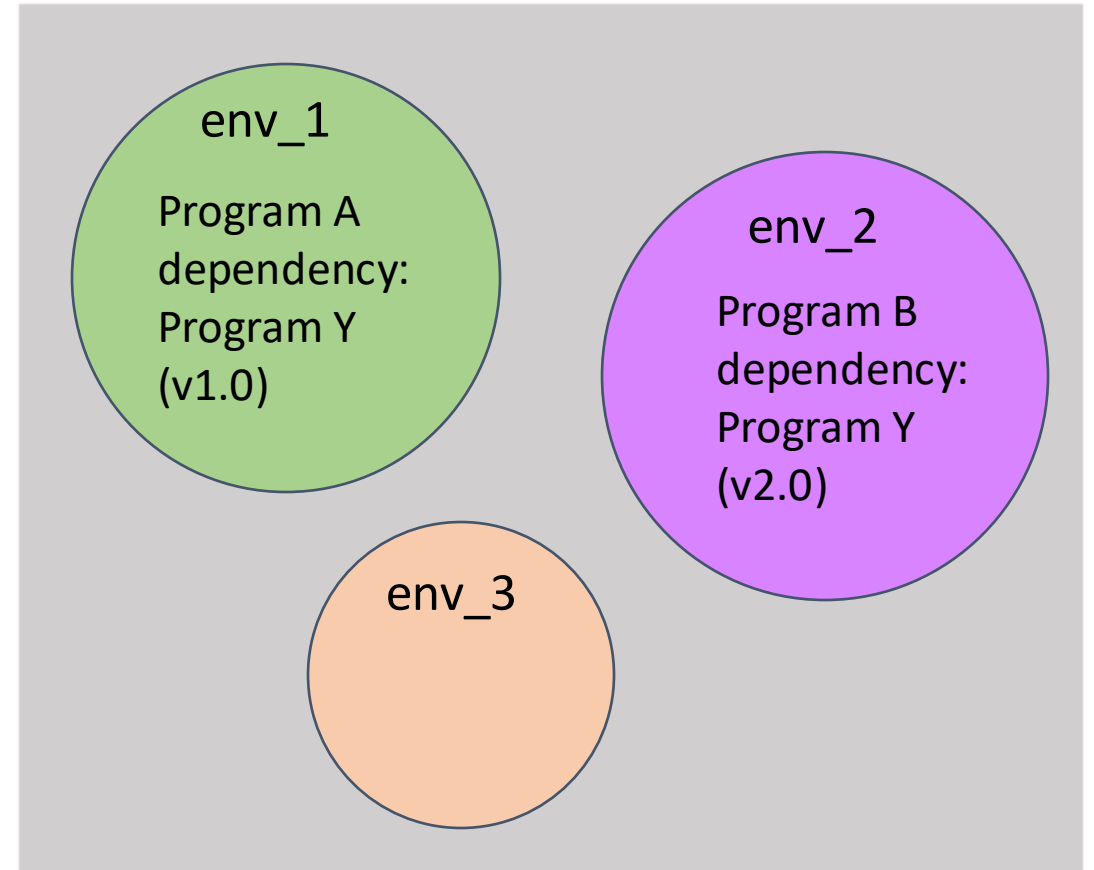 env_1
Program A
dependency:
Program Y
(v1.0)
env_2
Program B
dependency:
Program Y
(v2.0)
env_3